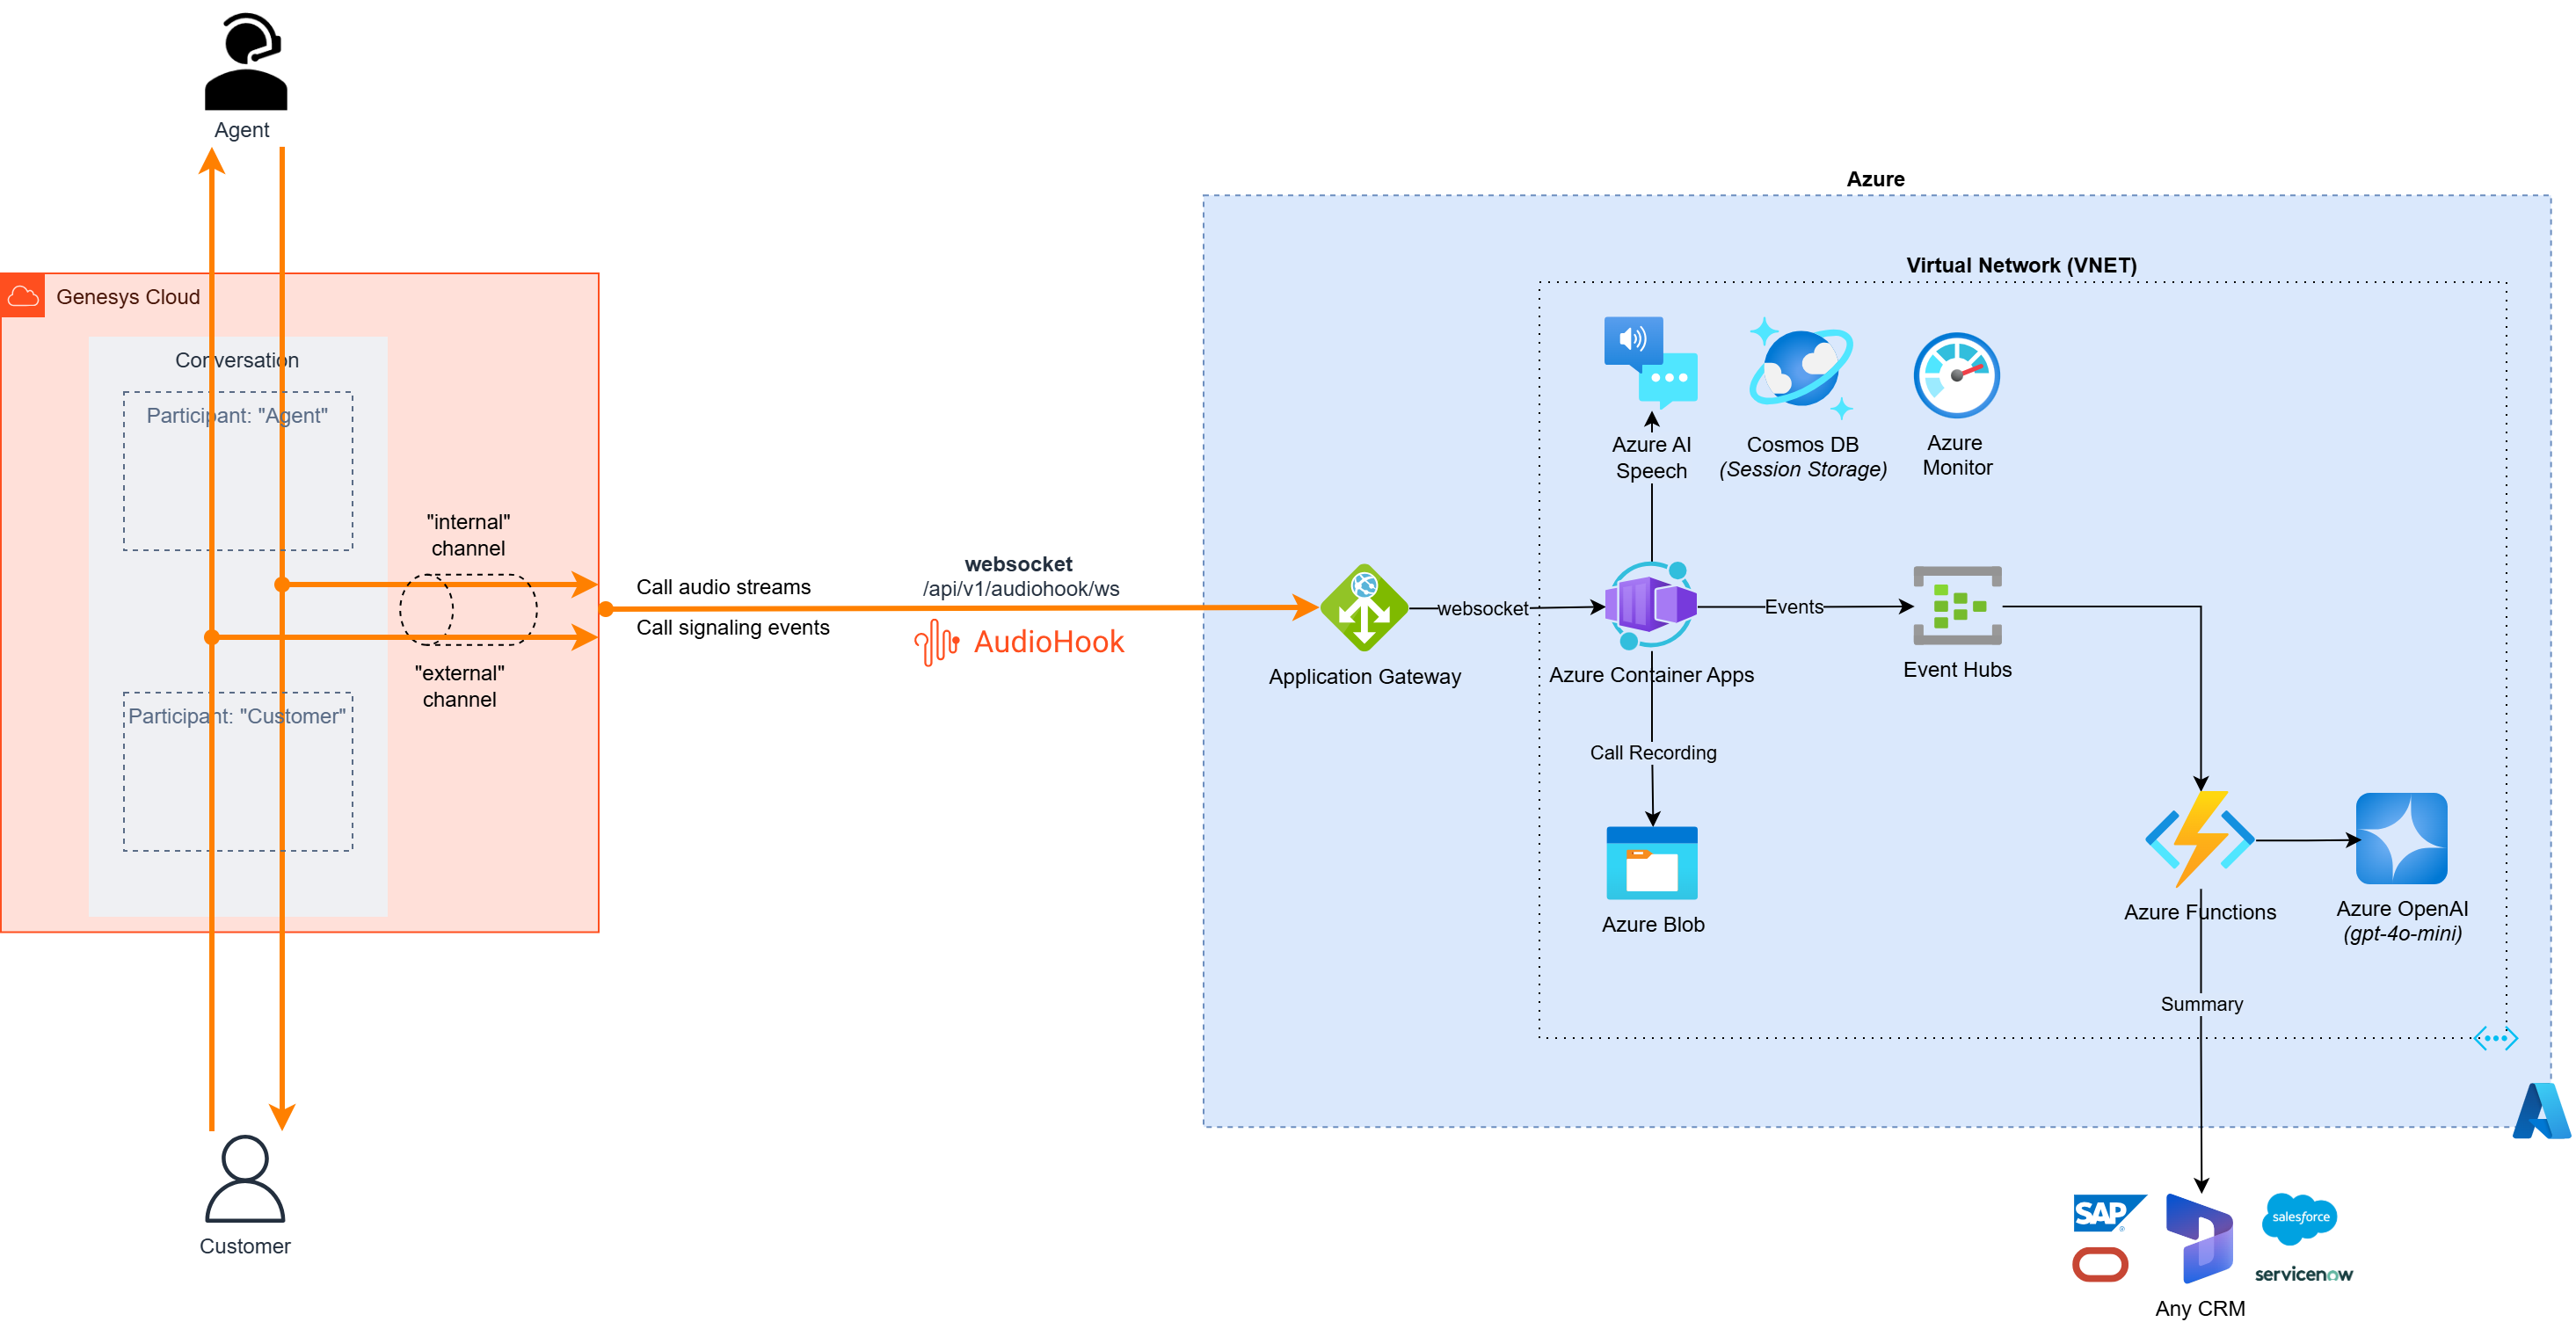 Agent
Azure
Virtual Network (VNET)
Genesys Cloud
Conversation
Participant: "Agent"
"internal"
channel
"external"
channel
Participant: "Customer"
Customer
Call audio streams
Call signaling events
websocket
/api/v1/audiohook/ws
AudioHook
Application Gateway
websocket
Azure AI
Speech
Cosmos DB
(Session Storage)
Azure
Monitor
Azure Container Apps
Events
Event Hubs
Call Recording
Azure Blob
Azure Functions
Azure OpenAI
(gpt-4o-mini)
Summary
SAP
salesforce
servicenow
Any CRM